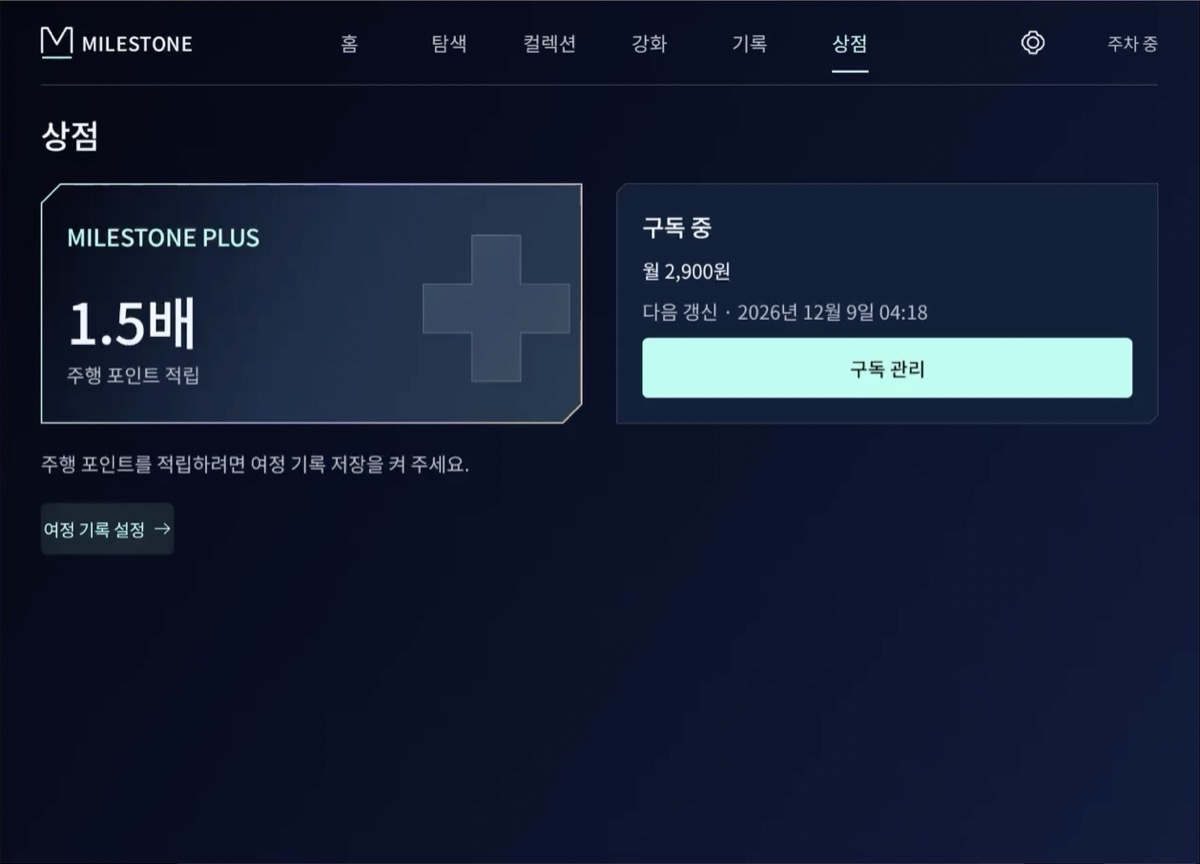 MILESTONE
홈
탐색
컬렉션
강화
기록
상점
주차 중
상점
MILESTONE PLUS
1.5배
주행 포인트 적립
구독 중
월 2,900원
다음 갱신 · 2026년 12월 9일 04:18
구독 관리
주행 포인트를 적립하려면 여정 기록 저장을 켜 주세요.
여정 기록 설정 →